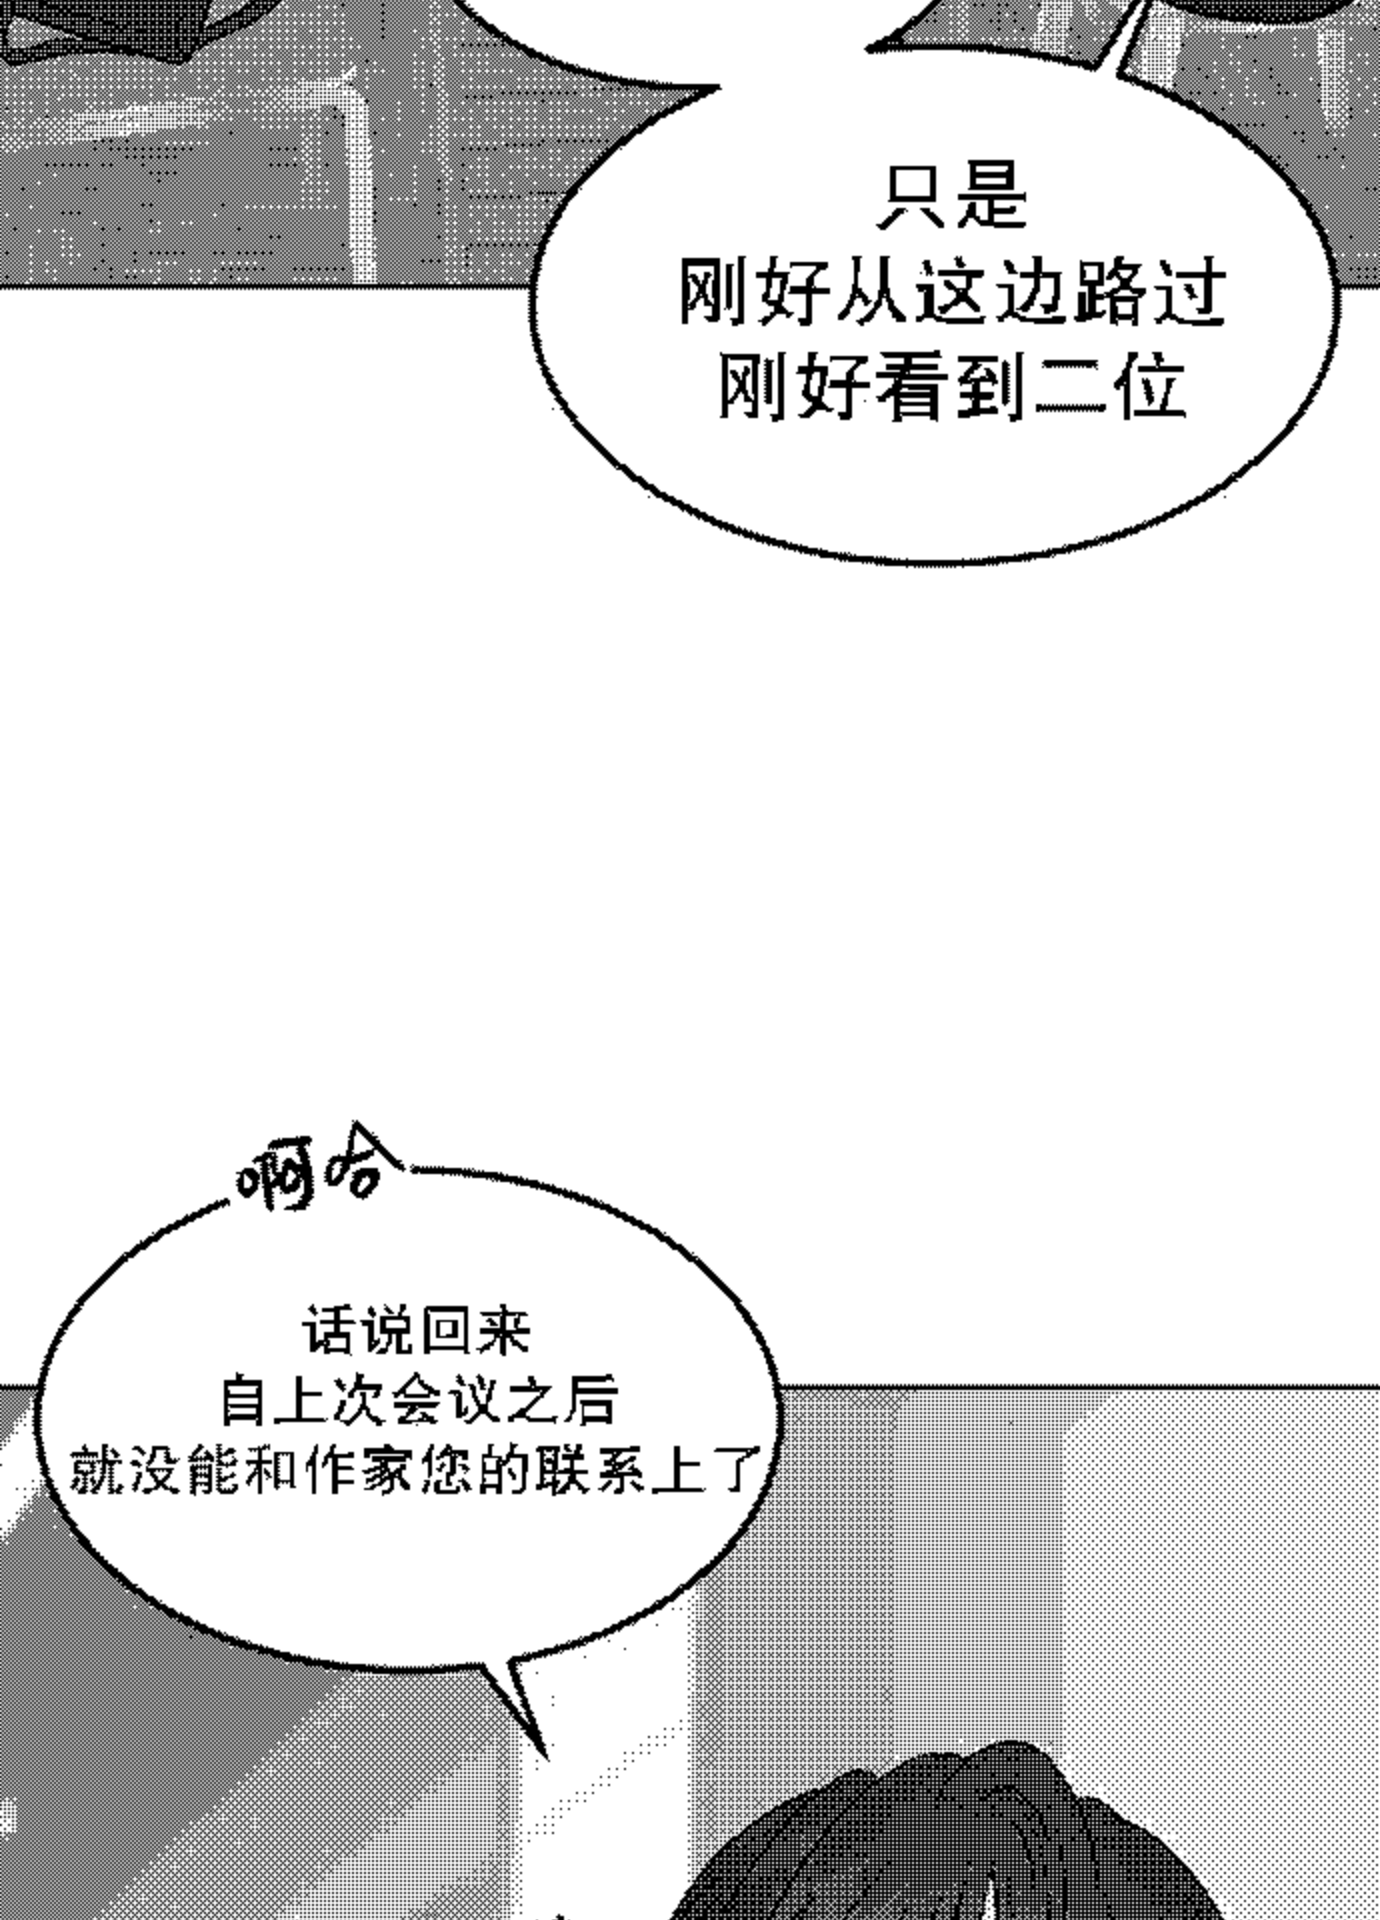 只是
刚好从这边路过
刚好看到二位
啊哈
话说回来
自上次会议之后
就没能和作家您的联系上了